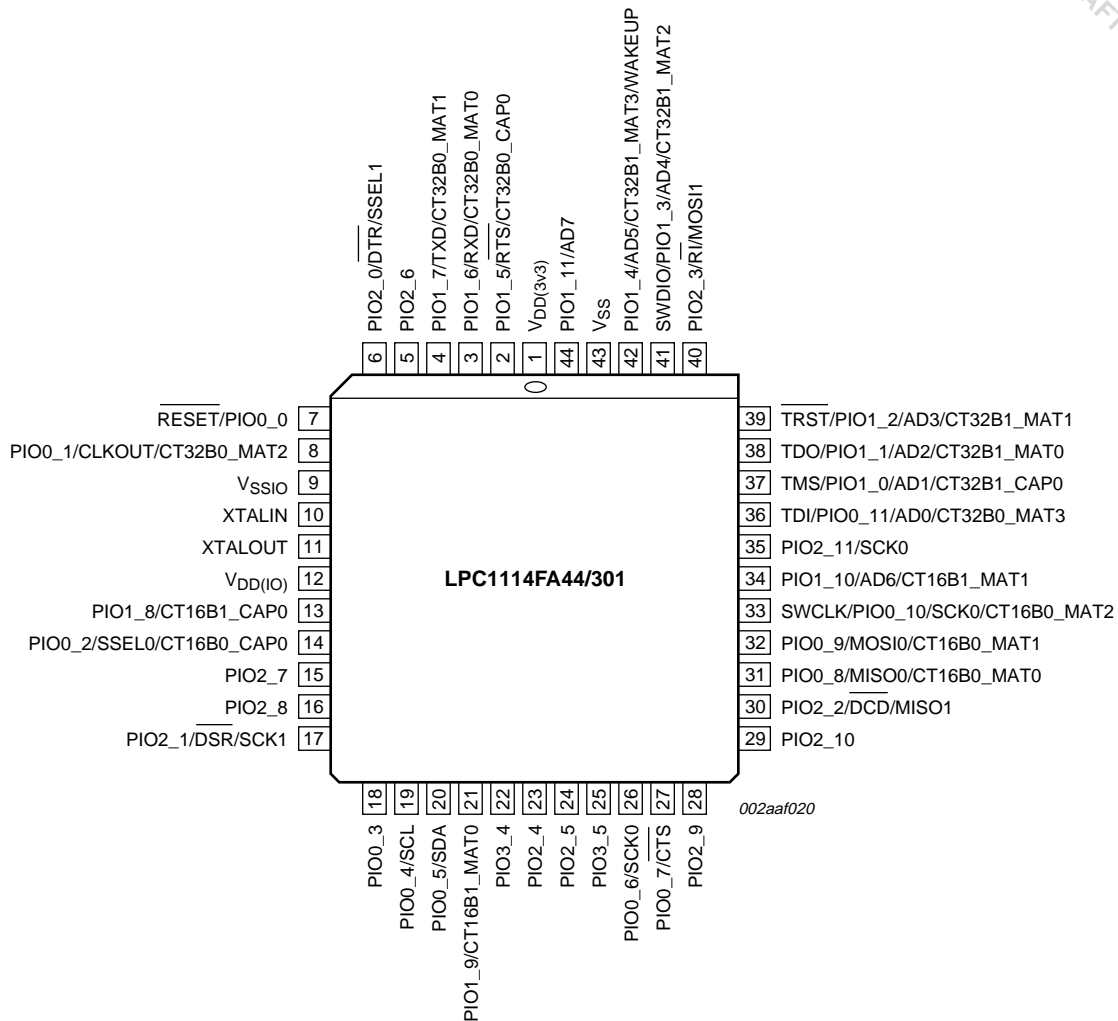 AFT
PIO2_0/DTR/SSEL1
PIO2_6
PIO1_7/TXD/CT32B0_MAT1
PIO1_6/RXD/CT32B0_MAT0
PIO1_5/RTS/CT32B0_CAP0
VDD(3v3)
PIO1_11/AD7
VSS
PIO1_4/AD5/CT32B1_MAT3/WAKEUP
SWDIO/PIO1_3/AD4/CT32B1_MAT2
PIO2_3/RI/MOSI1
6 5 4 3 2 1 44 43 42 41 40
RESET/PIO0_0 7
PIO0_1/CLKOUT/CT32B0_MAT2 8
VSSIO 9
XTALIN 10
XTALOUT 11
VDD(IO) 12
PIO1_8/CT16B1_CAP0 13
PIO0_2/SSEL0/CT16B0_CAP0 14
PIO2_7 15
PIO2_8 16
PIO2_1/DSR/SCK1 17
LPC1114FA44/301
39 TRST/PIO1_2/AD3/CT32B1_MAT1
38 TDO/PIO1_1/AD2/CT32B1_MAT0
37 TMS/PIO1_0/AD1/CT32B1_CAP0
36 TDI/PIO0_11/AD0/CT32B0_MAT3
35 PIO2_11/SCK0
34 PIO1_10/AD6/CT16B1_MAT1
33 SWCLK/PIO0_10/SCK0/CT16B0_MAT2
32 PIO0_9/MOSI0/CT16B0_MAT1
31 PIO0_8/MISO0/CT16B0_MAT0
30 PIO2_2/DCD/MISO1
29 PIO2_10
18 19 20 21 22 23 24 25 26 27 28
PIO0_3
PIO0_4/SCL
PIO0_5/SDA
PIO1_9/CT16B1_MAT0
PIO3_4
PIO2_4
PIO2_5
PIO3_5
PIO0_6/SCK0
PIO0_7/CTS
PIO2_9
002aaf020